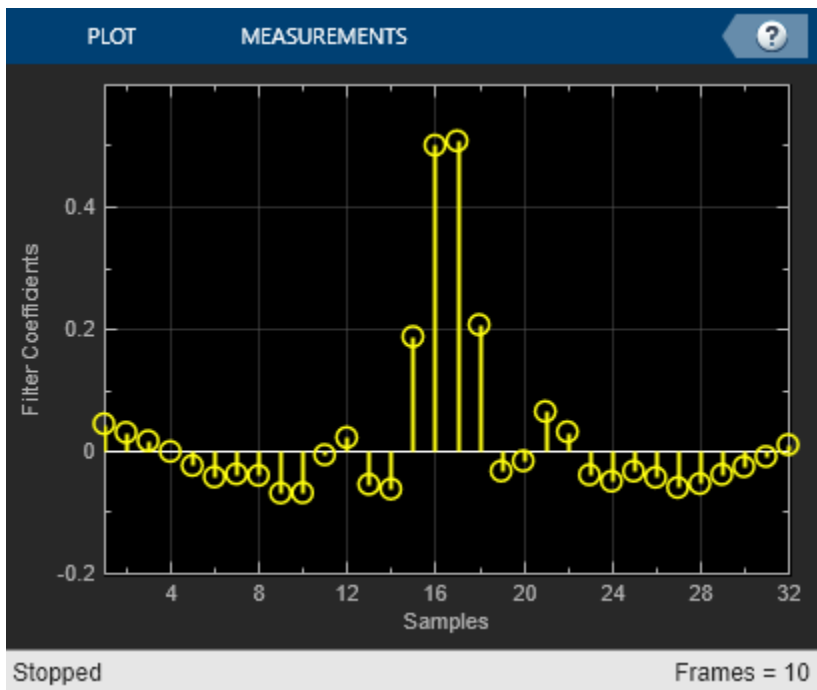 PLOT MEASUREMENTS ?
0.4
0.2
0
-0.2
Filter Coefficients
4 8 12 16 20 24 28 32
Samples
Stopped Frames = 10